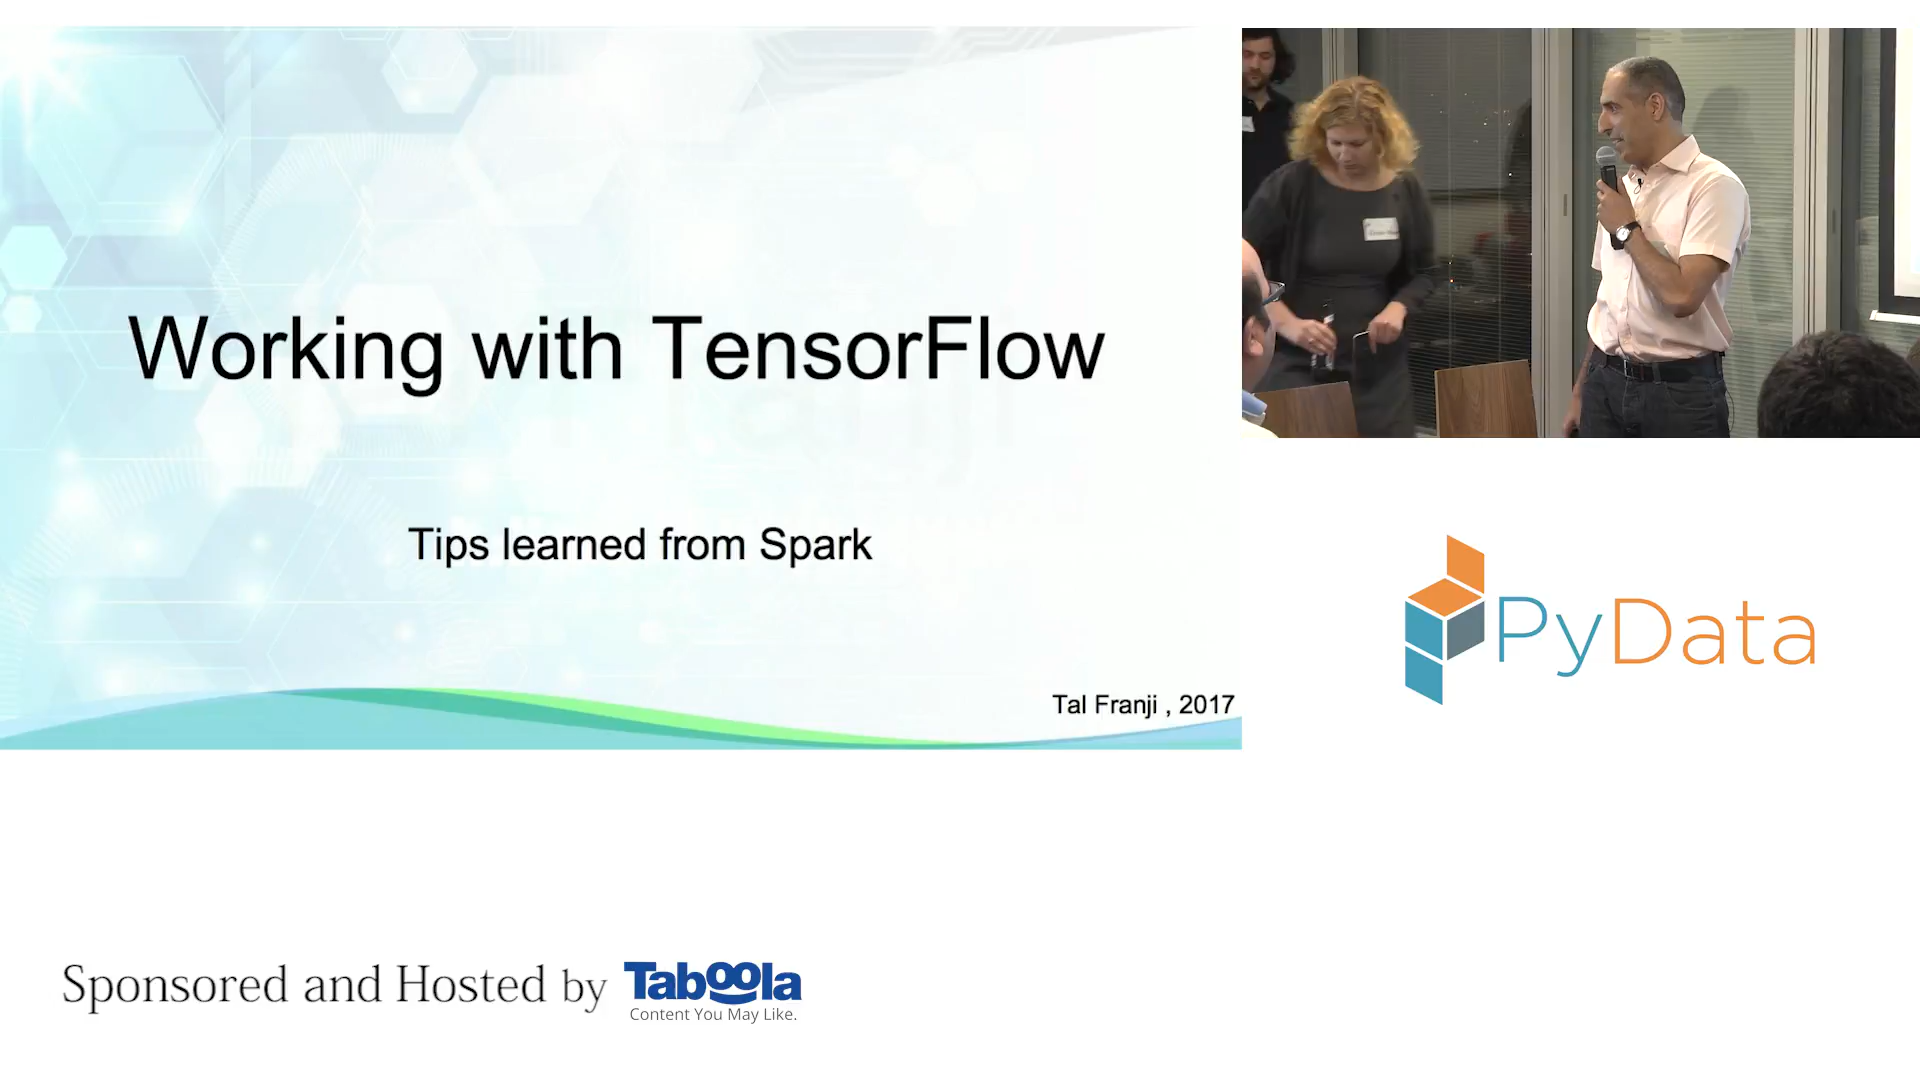 Working with TensorFlow
Tips learned from Spark
Tal Franji , 2017
PyData
Sponsored and Hosted by Taboola
Content You May Like.